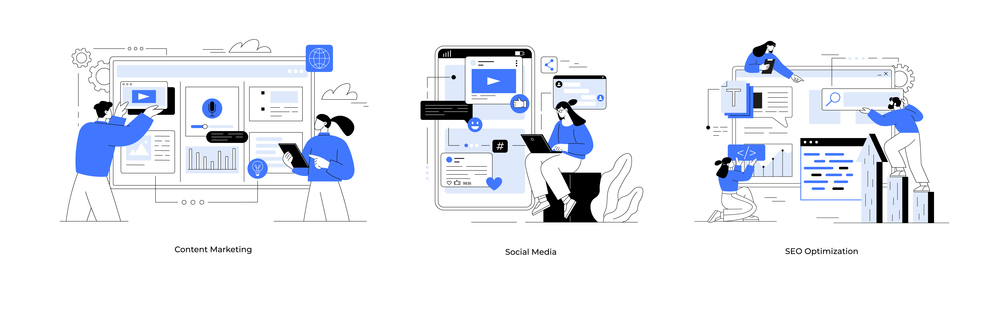 T
#
</>
Content Marketing
Social Media
SEO Optimization